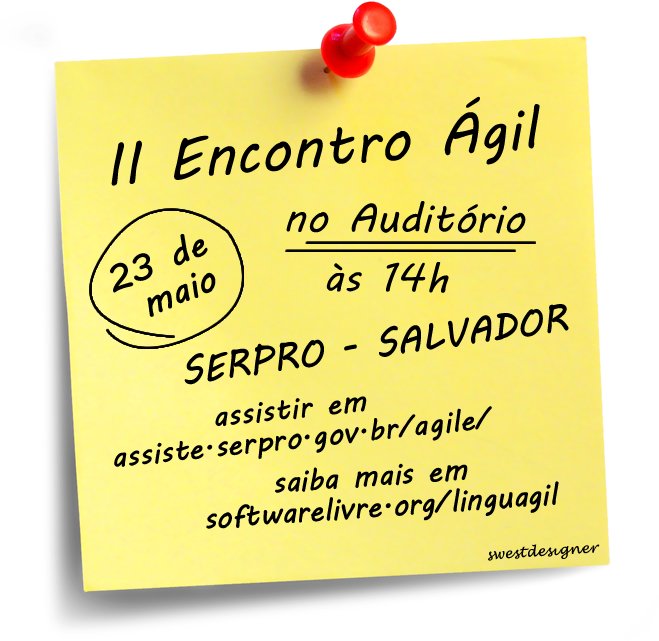 II Encontro Ágil
23 de
maio
no Auditório
às 14h
SERPRO - SALVADOR
assistir em
assiste.serpro.gov.br/agile/
saiba mais em
softwarelivre.org/linguagil
swestdesigner